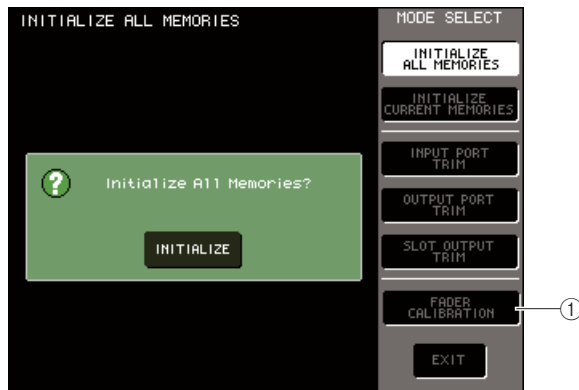 INITIALIZE ALL MEMORIES
Initialize All Memories?
INITIALIZE
MODE SELECT
INITIALIZE
ALL MEMORIES
INITIALIZE
CURRENT MEMORIES
INPUT PORT
TRIM
OUTPUT PORT
TRIM
SLOT OUTPUT
TRIM
FADER
CALIBRATION
①
EXIT